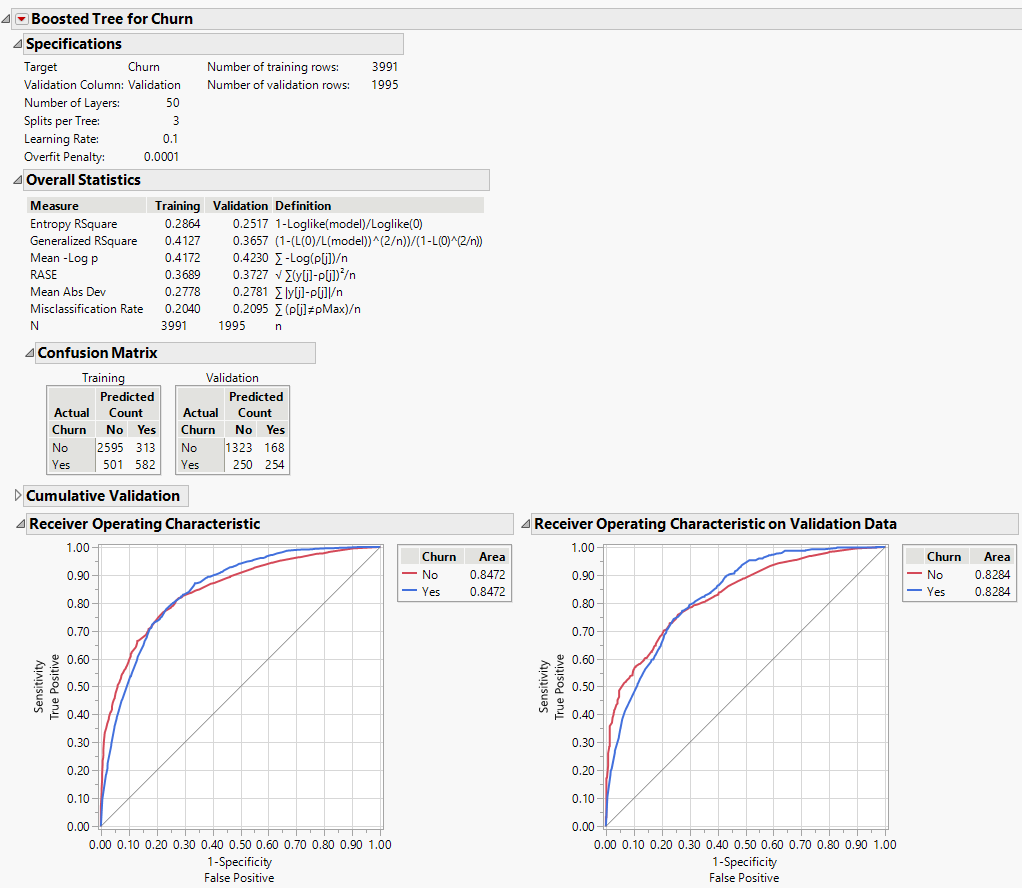 Boosted Tree for Churn
Specifications
Target Churn Number of training rows: 3991
Validation Column: Validation Number of validation rows: 1995
Number of Layers: 50
Splits per Tree: 3
Learning Rate: 0.1
Overfit Penalty: 0.0001
Overall Statistics
Measure Training Validation Definition
Entropy RSquare 0.2864 0.2517 1-Loglike(model)/Loglike(0)
Generalized RSquare 0.4127 0.3657 (1-(L(0)/L(model))^(2/n))/(1-L(0)^(2/n))
Mean -Log p 0.4172 0.4230 ∑ -Log(ρ[j])/n
RASE 0.3689 0.3727 √ ∑(y[j]-ρ[j])²/n
Mean Abs Dev 0.2778 0.2781 ∑ |y[j]-ρ[j]|/n
Misclassification Rate 0.2040 0.2095 ∑ (ρ[j]≠ρMax)/n
N 3991 1995 n
Confusion Matrix
Training Validation
Predicted Predicted
Actual Count Actual Count
Churn No Yes Churn No Yes
No 2595 313 No 1323 168
Yes 501 582 Yes 250 254
Cumulative Validation
Receiver Operating Characteristic
1.00
0.90
0.80
0.70
0.60
0.50
0.40
0.30
0.20
0.10
0.00
Sensitivity
True Positive
0.00 0.10 0.20 0.30 0.40 0.50 0.60 0.70 0.80 0.90 1.00
1-Specificity
False Positive
Churn Area
No 0.8472
Yes 0.8472
Receiver Operating Characteristic on Validation Data
1.00
0.90
0.80
0.70
0.60
0.50
0.40
0.30
0.20
0.10
0.00
Sensitivity
True Positive
0.00 0.10 0.20 0.30 0.40 0.50 0.60 0.70 0.80 0.90 1.00
1-Specificity
False Positive
Churn Area
No 0.8284
Yes 0.8284